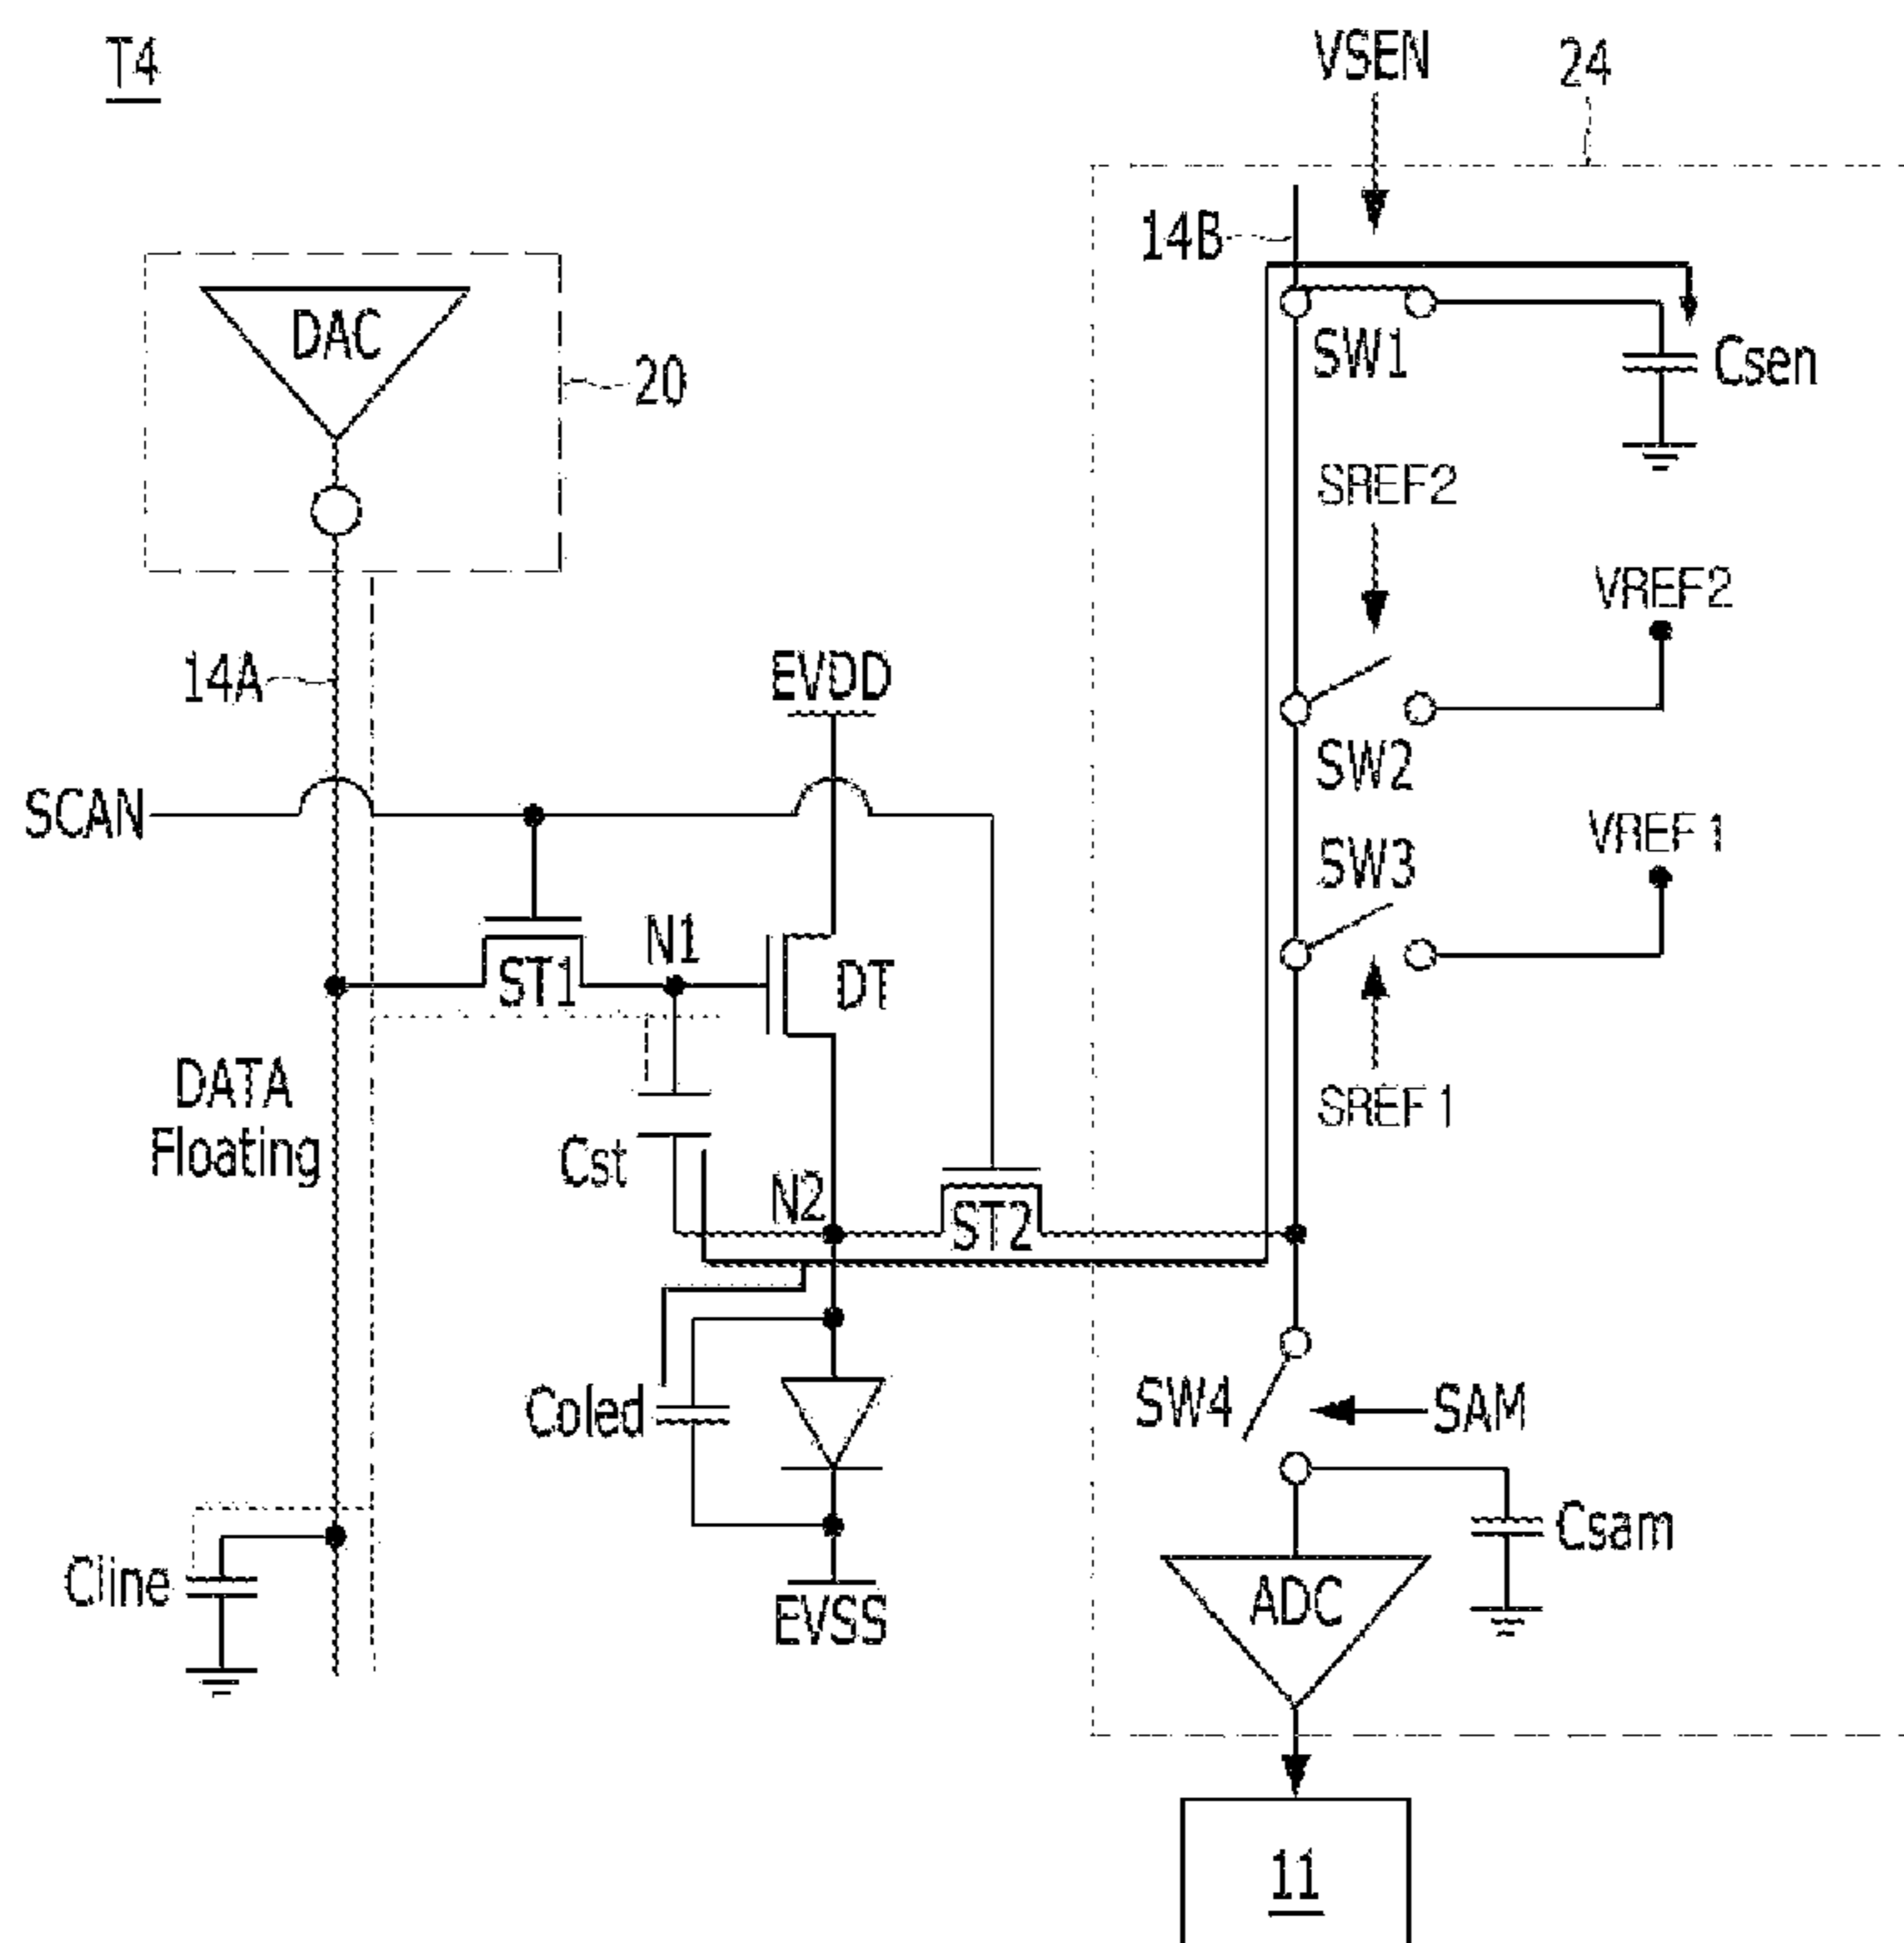 T4
VSEN
24
14B
DAC
20
SW1
Csen
SREF2
VREF2
14A
EVDD
SW2
SCAN
SW3
VREF1
N1
ST1
DT
SREF1
DATA
Floating
Cst
N2
ST2
Coled
SW4
SAM
Cline
Csam
ADC
EVSS
11